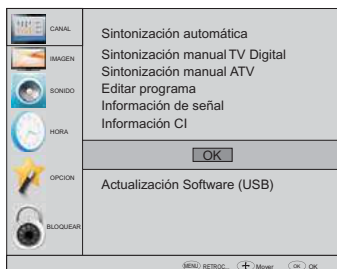 CANAL
IMAGEN
SONIDO
HORA
OPCION
BLOQUEAR
Sintonización automática
Sintonización manual TV Digital
Sintonización manual ATV
Editar programa
Información de señal
Información CI
OK
Actualización Software (USB)
MENU RETROC... Mover OK OK